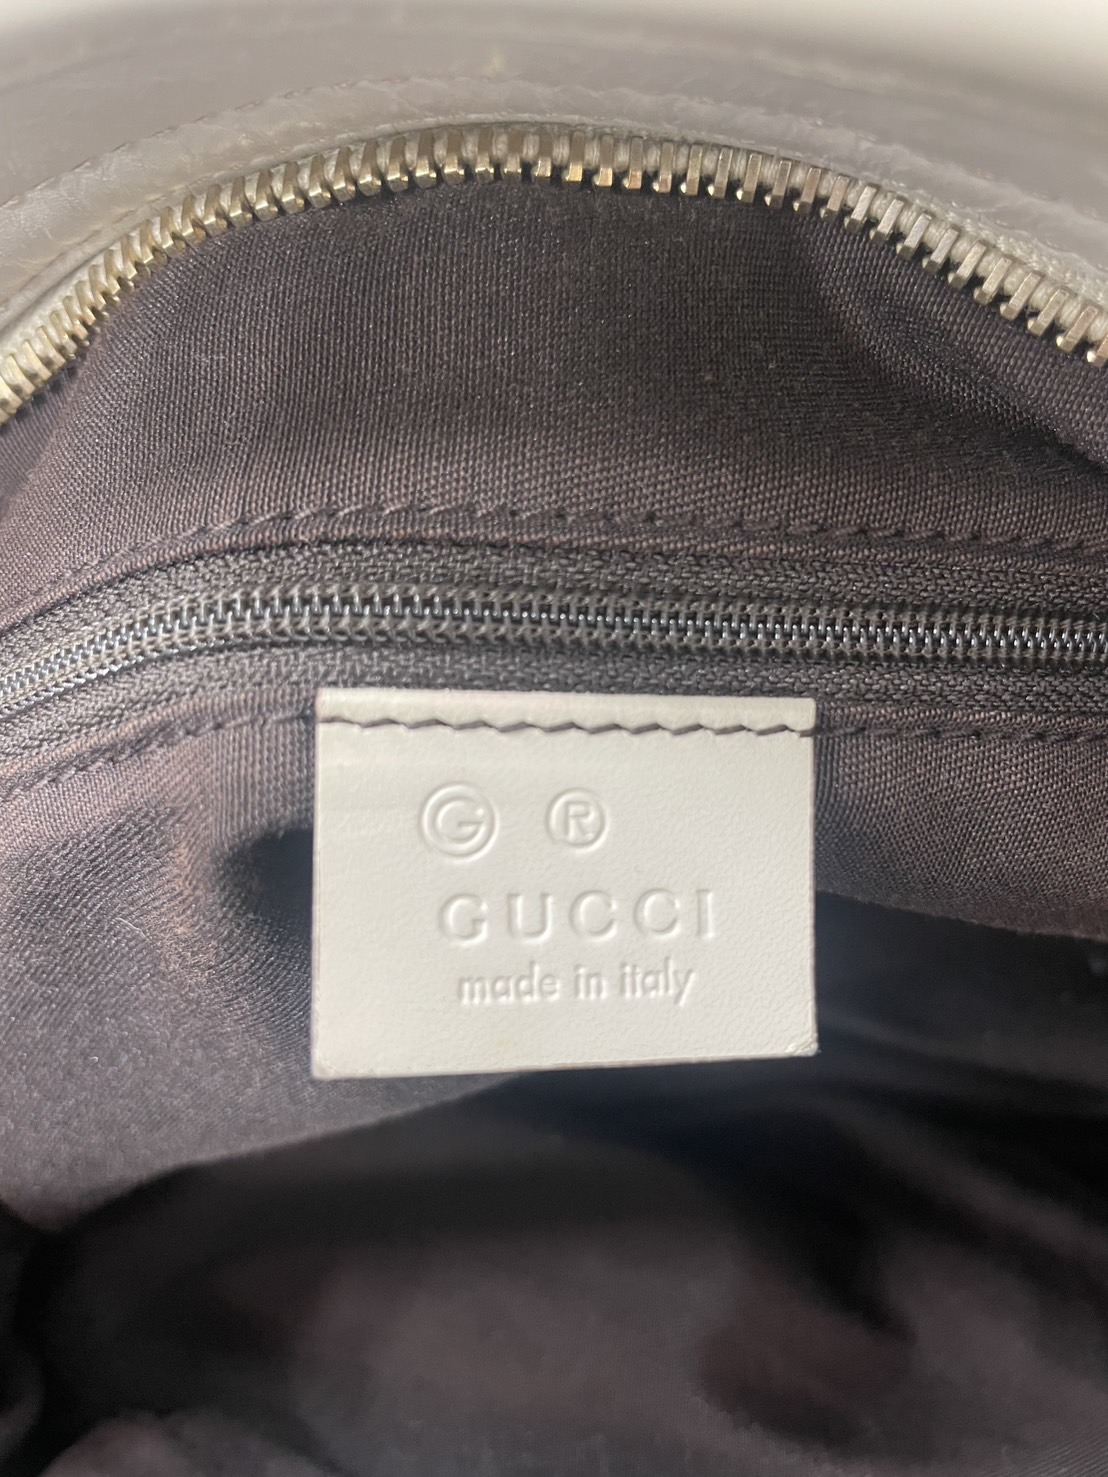 Ⓖ ®
GUCCI
made in italy